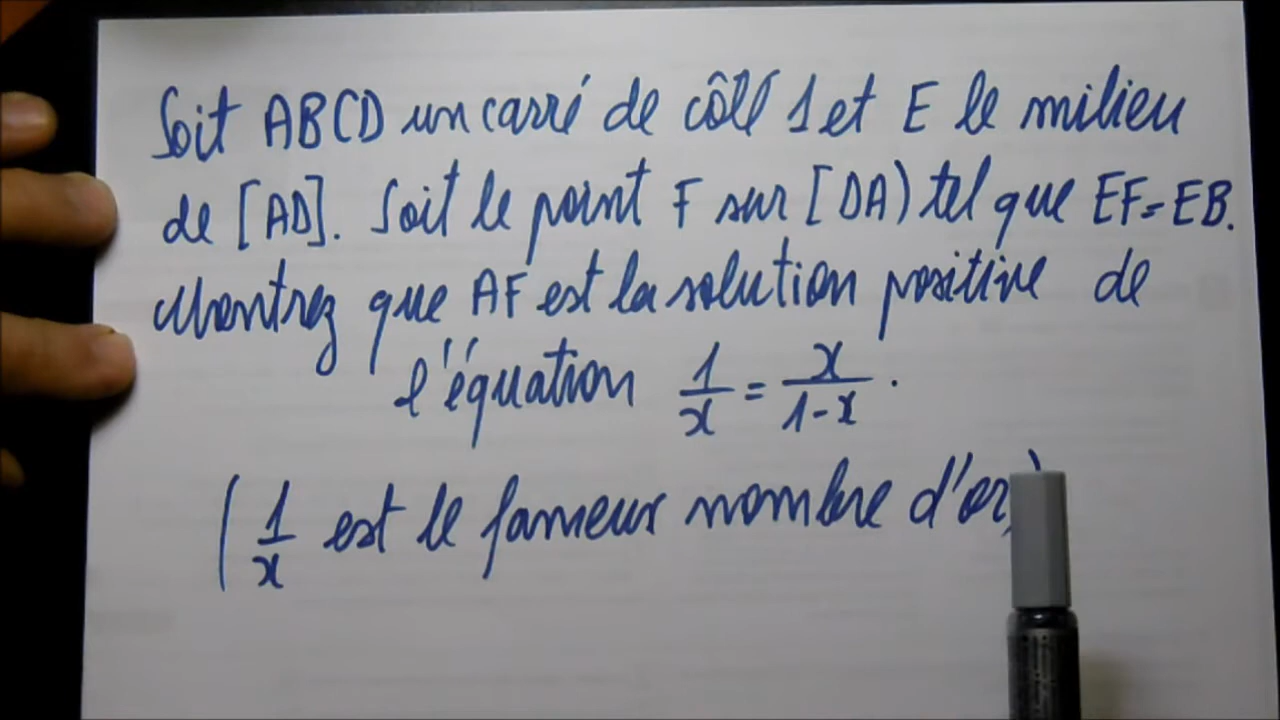 Soit ABCD un carré de côté 1 et E le milieu
de [AD]. Soit le point F sur [DA) tel que EF=EB.
Montrez que AF est la solution positive de
l'équation 1/x = x/1-x .
( 1/x est le fameux nombre d'or)